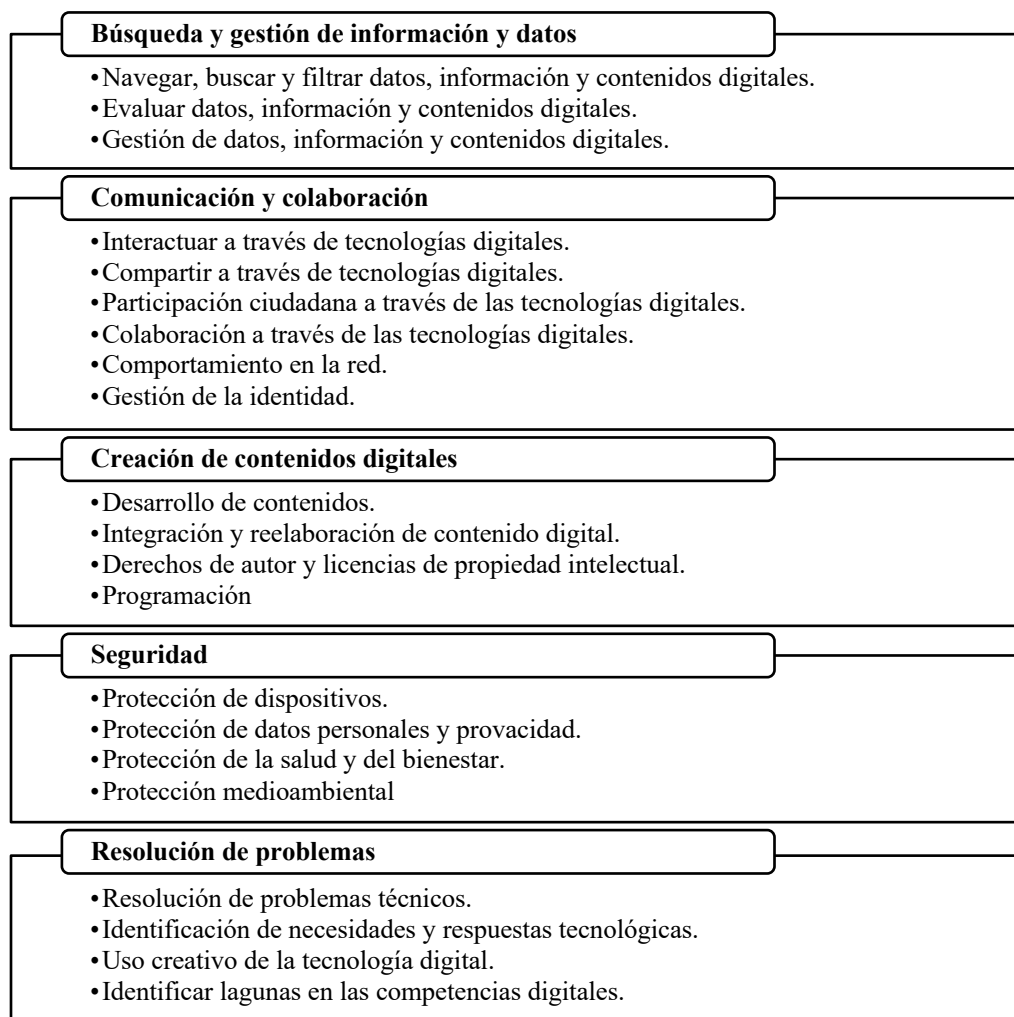 Búsqueda y gestión de información y datos
•Navegar, buscar y filtrar datos, información y contenidos digitales.
•Evaluar datos, información y contenidos digitales.
•Gestión de datos, información y contenidos digitales.
Comunicación y colaboración
•Interactuar a través de tecnologías digitales.
•Compartir a través de tecnologías digitales.
•Participación ciudadana a través de las tecnologías digitales.
•Colaboración a través de las tecnologías digitales.
•Comportamiento en la red.
•Gestión de la identidad.
Creación de contenidos digitales
•Desarrollo de contenidos.
•Integración y reelaboración de contenido digital.
•Derechos de autor y licencias de propiedad intelectual.
•Programación
Seguridad
•Protección de dispositivos.
•Protección de datos personales y provacidad.
•Protección de la salud y del bienestar.
•Protección medioambiental
Resolución de problemas
•Resolución de problemas técnicos.
•Identificación de necesidades y respuestas tecnológicas.
•Uso creativo de la tecnología digital.
•Identificar lagunas en las competencias digitales.